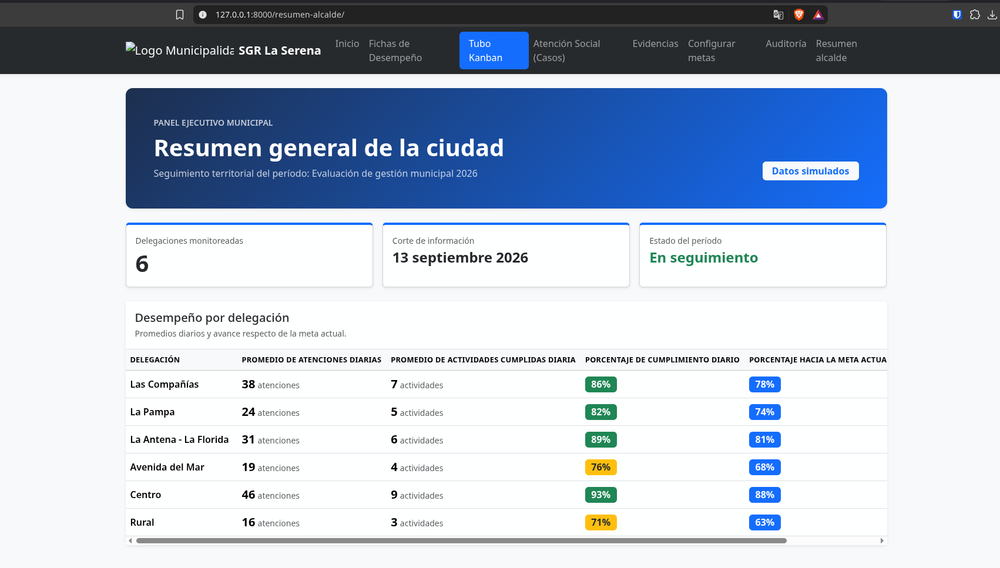 127.0.0.1:8000/resumen-alcalde/
Logo Municipalida
SGR La Serena
Inicio
Fichas de
Desempeño
Tubo
Kanban
Atención Social
(Casos)
Evidencias
Configurar
metas
Auditoría
Resumen
alcalde
PANEL EJECUTIVO MUNICIPAL
Resumen general de la ciudad
Seguimiento territorial del período: Evaluación de gestión municipal 2026
Datos simulados
Delegaciones monitoreadas
6
Corte de información
13 septiembre 2026
Estado del período
En seguimiento
Desempeño por delegación
Promedios diarios y avance respecto de la meta actual.
DELEGACIÓN PROMEDIO DE ATENCIONES DIARIAS PROMEDIO DE ACTIVIDADES CUMPLIDAS DIARIA PORCENTAJE DE CUMPLIMIENTO DIARIO PORCENTAJE HACIA LA META ACTUA
Las Compañías 38 atenciones 7 actividades 86% 78%
La Pampa 24 atenciones 5 actividades 82% 74%
La Antena - La Florida 31 atenciones 6 actividades 89% 81%
Avenida del Mar 19 atenciones 4 actividades 76% 68%
Centro 46 atenciones 9 actividades 93% 88%
Rural 16 atenciones 3 actividades 71% 63%